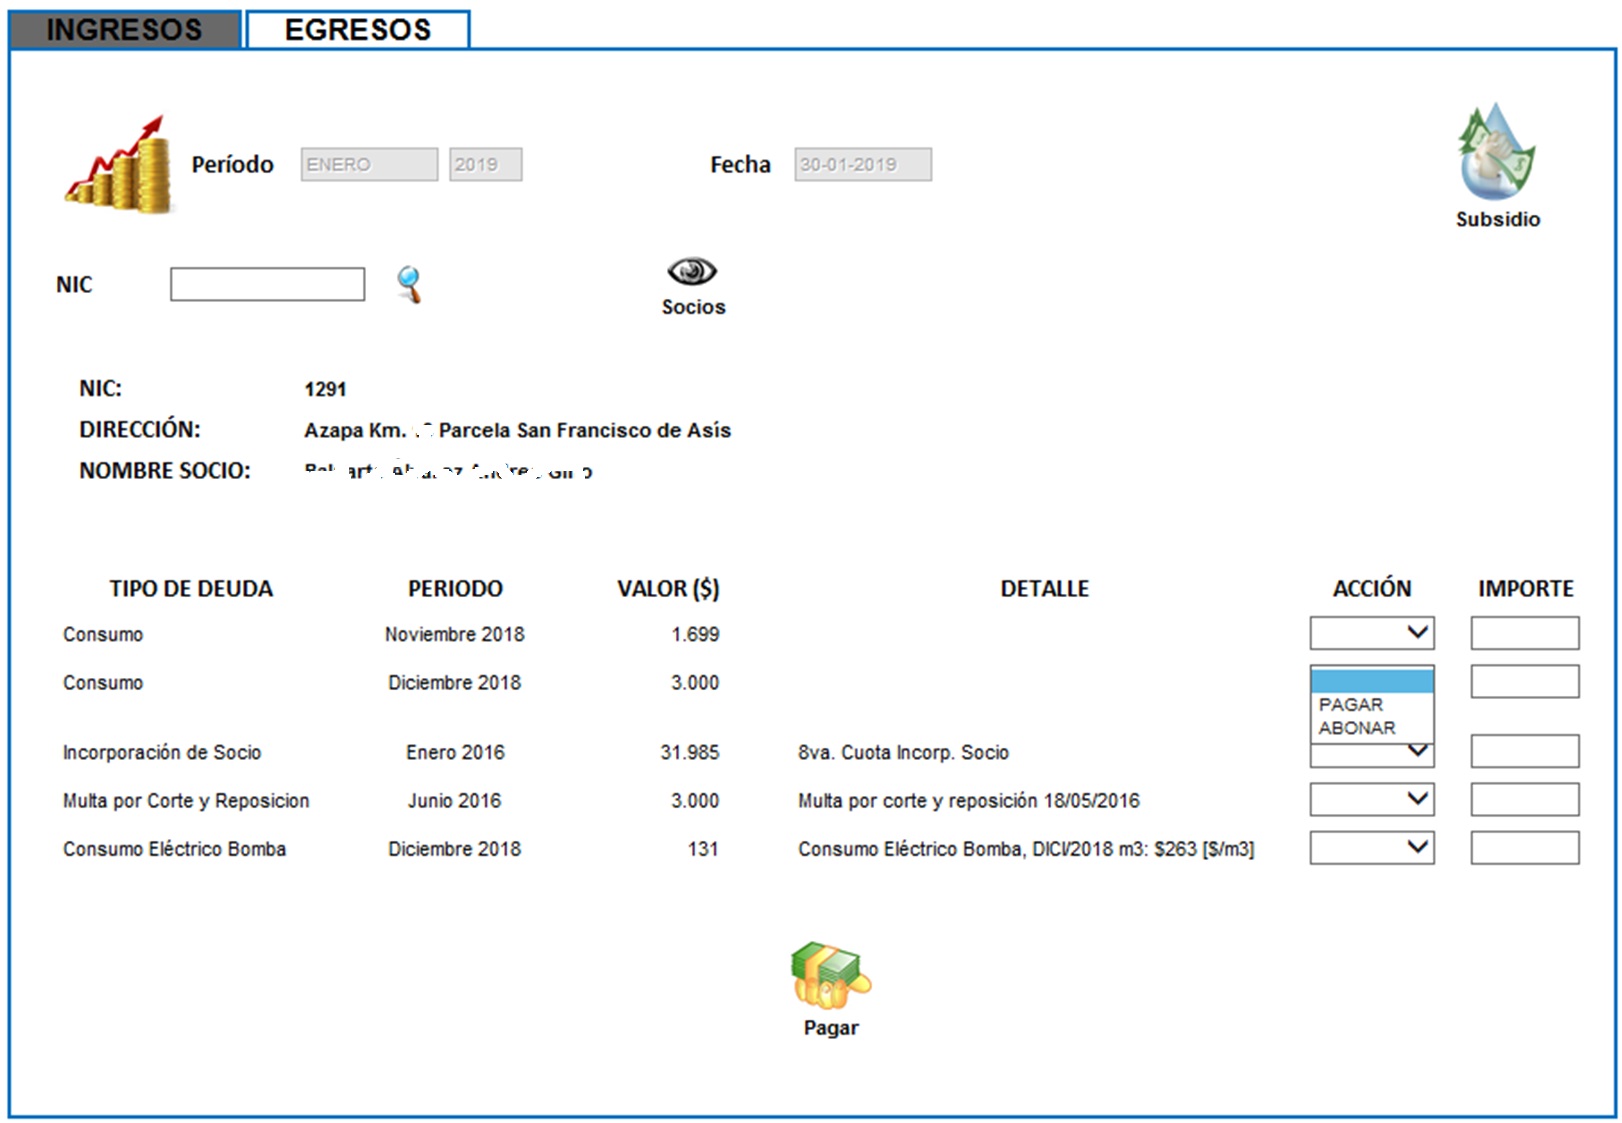 INGRESOS EGRESOS
Período ENERO 2019 Fecha 30-01-2019
Subsidio
NIC
Socios
NIC: 1291
DIRECCIÓN: Azapa Km. Parcela San Francisco de Asís
NOMBRE SOCIO:
TIPO DE DEUDA PERIODO VALOR ($) DETALLE ACCIÓN IMPORTE
Consumo Noviembre 2018 1.699
Consumo Diciembre 2018 3.000
PAGAR
ABONAR
Incorporación de Socio Enero 2016 31.985 8va. Cuota Incorp. Socio
Multa por Corte y Reposicion Junio 2016 3.000 Multa por corte y reposición 18/05/2016
Consumo Eléctrico Bomba Diciembre 2018 131 Consumo Eléctrico Bomba, DICI/2018 m3: $263 [$/m3]
Pagar